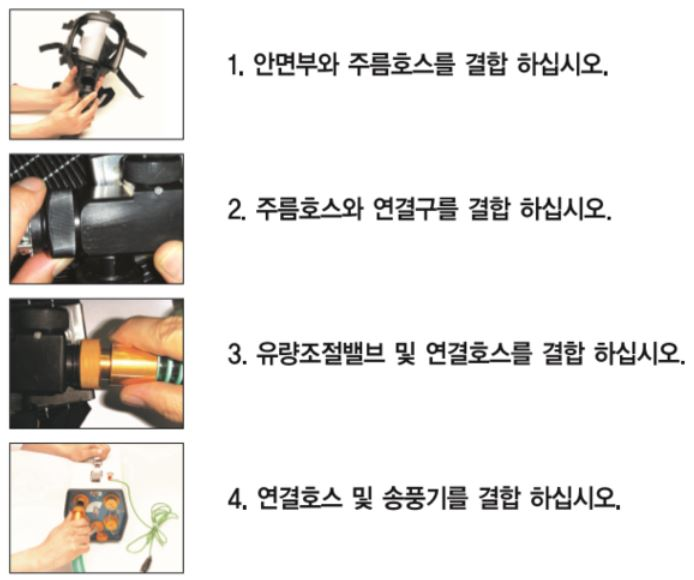 1. 안면부와 주름호스를 결합 하십시오.
2. 주름호스와 연결구를 결합 하십시오.
3. 유량조절밸브 및 연결호스를 결합 하십시오.
4. 연결호스 및 송풍기를 결합 하십시오.